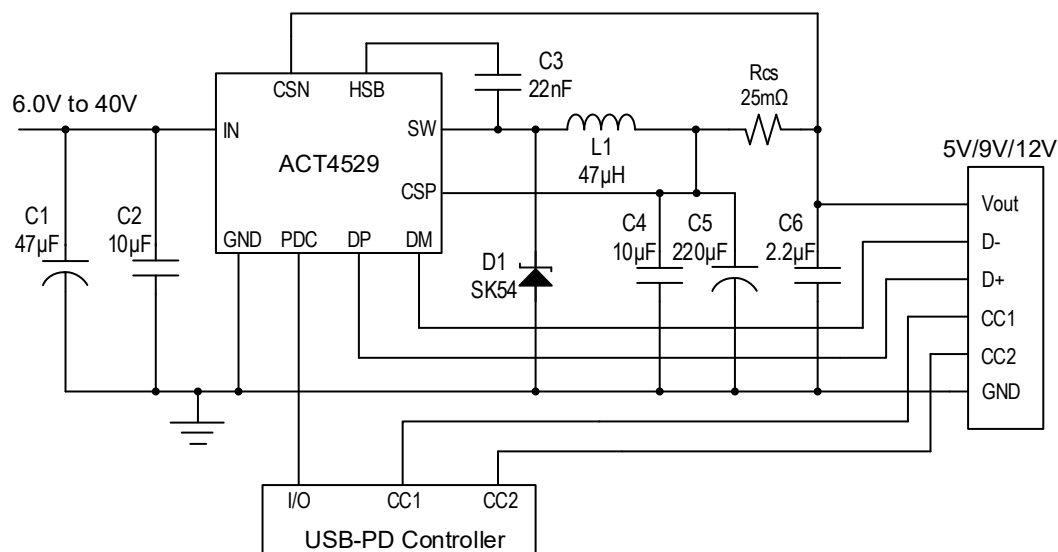 6.0V to 40V
C1
47µF
C2
10µF
CSN
HSB
IN
SW
ACT4529
CSP
GND
PDC
DP
DM
C3
22nF
L1
47µH
Rcs
25mΩ
D1
SK54
C4
10µF
C5
220µF
C6
2.2µF
5V/9V/12V
Vout
D-
D+
CC1
CC2
GND
I/O
CC1
CC2
USB-PD Controller